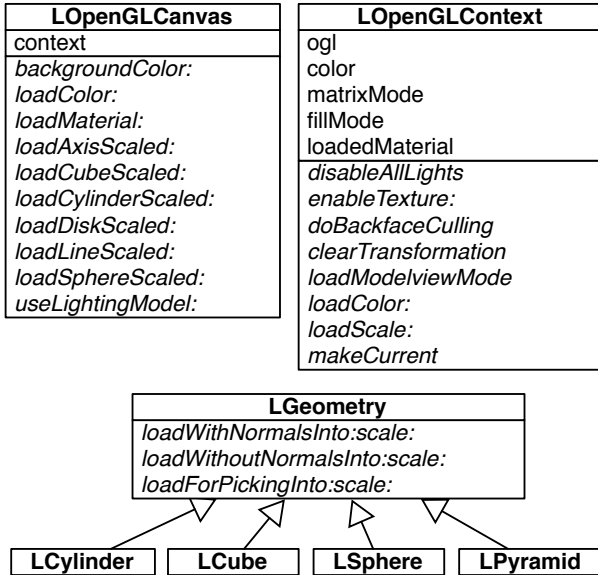 LOpenGLCanvas
context
backgroundColor:
loadColor:
loadMaterial:
loadAxisScaled:
loadCubeScaled:
loadCylinderScaled:
loadDiskScaled:
loadLineScaled:
loadSphereScaled:
useLightingModel:
LOpenGLContext
ogl
color
matrixMode
fillMode
loadedMaterial
disableAllLights
enableTexture:
doBackfaceCulling
clearTransformation
loadModelviewMode
loadColor:
loadScale:
makeCurrent
LGeometry
loadWithNormalsInto:scale:
loadWithoutNormalsInto:scale:
loadForPickingInto:scale:
LCylinder
LCube
LSphere
LPyramid